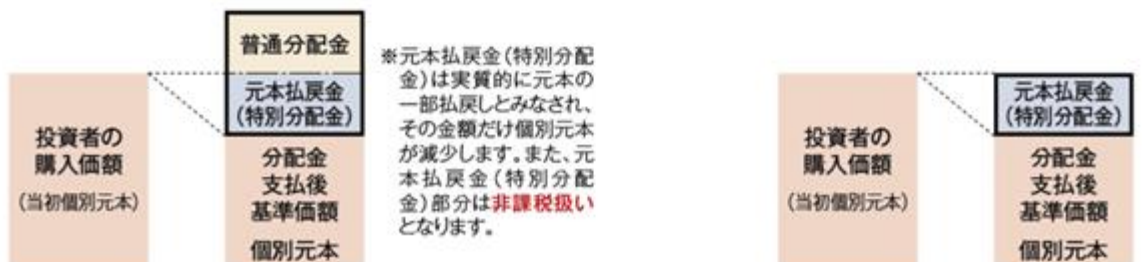 普通分配金
元本払戻金
(特別分配金)
投資者の
購入価額
(当初個別元本)
分配金
支払後
基準価額
個別元本
※元本払戻金(特別分配
金)は実質的に元本の
一部払戻しとみなされ、
その金額だけ個別元本
が減少します。また、元
本払戻金(特別分配
金)部分は非課税扱い
となります。
投資者の
購入価額
(当初個別元本)
元本払戻金
(特別分配金)
分配金
支払後
基準価額
個別元本